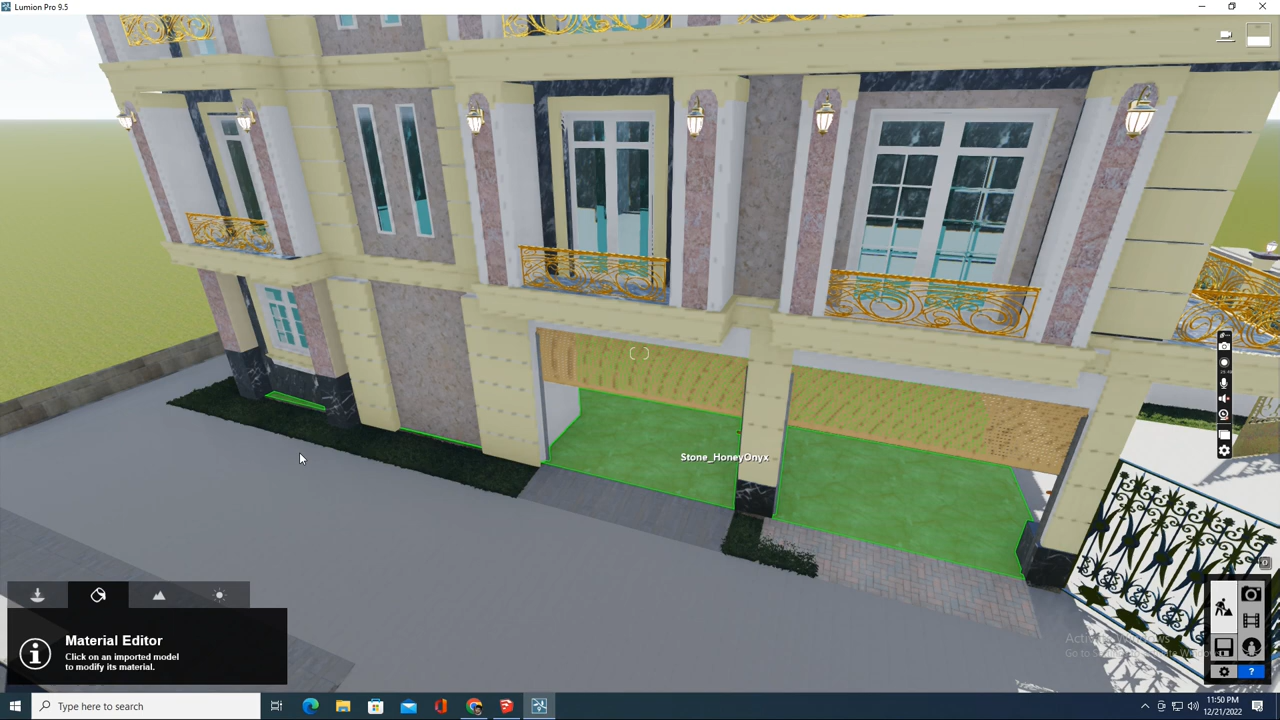 Lumion Pro 9.5
Stone_HoneyOnyx
Material Editor
Click on an imported model
to modify its material.
?
Type here to search
11:50 PM
12/21/2022